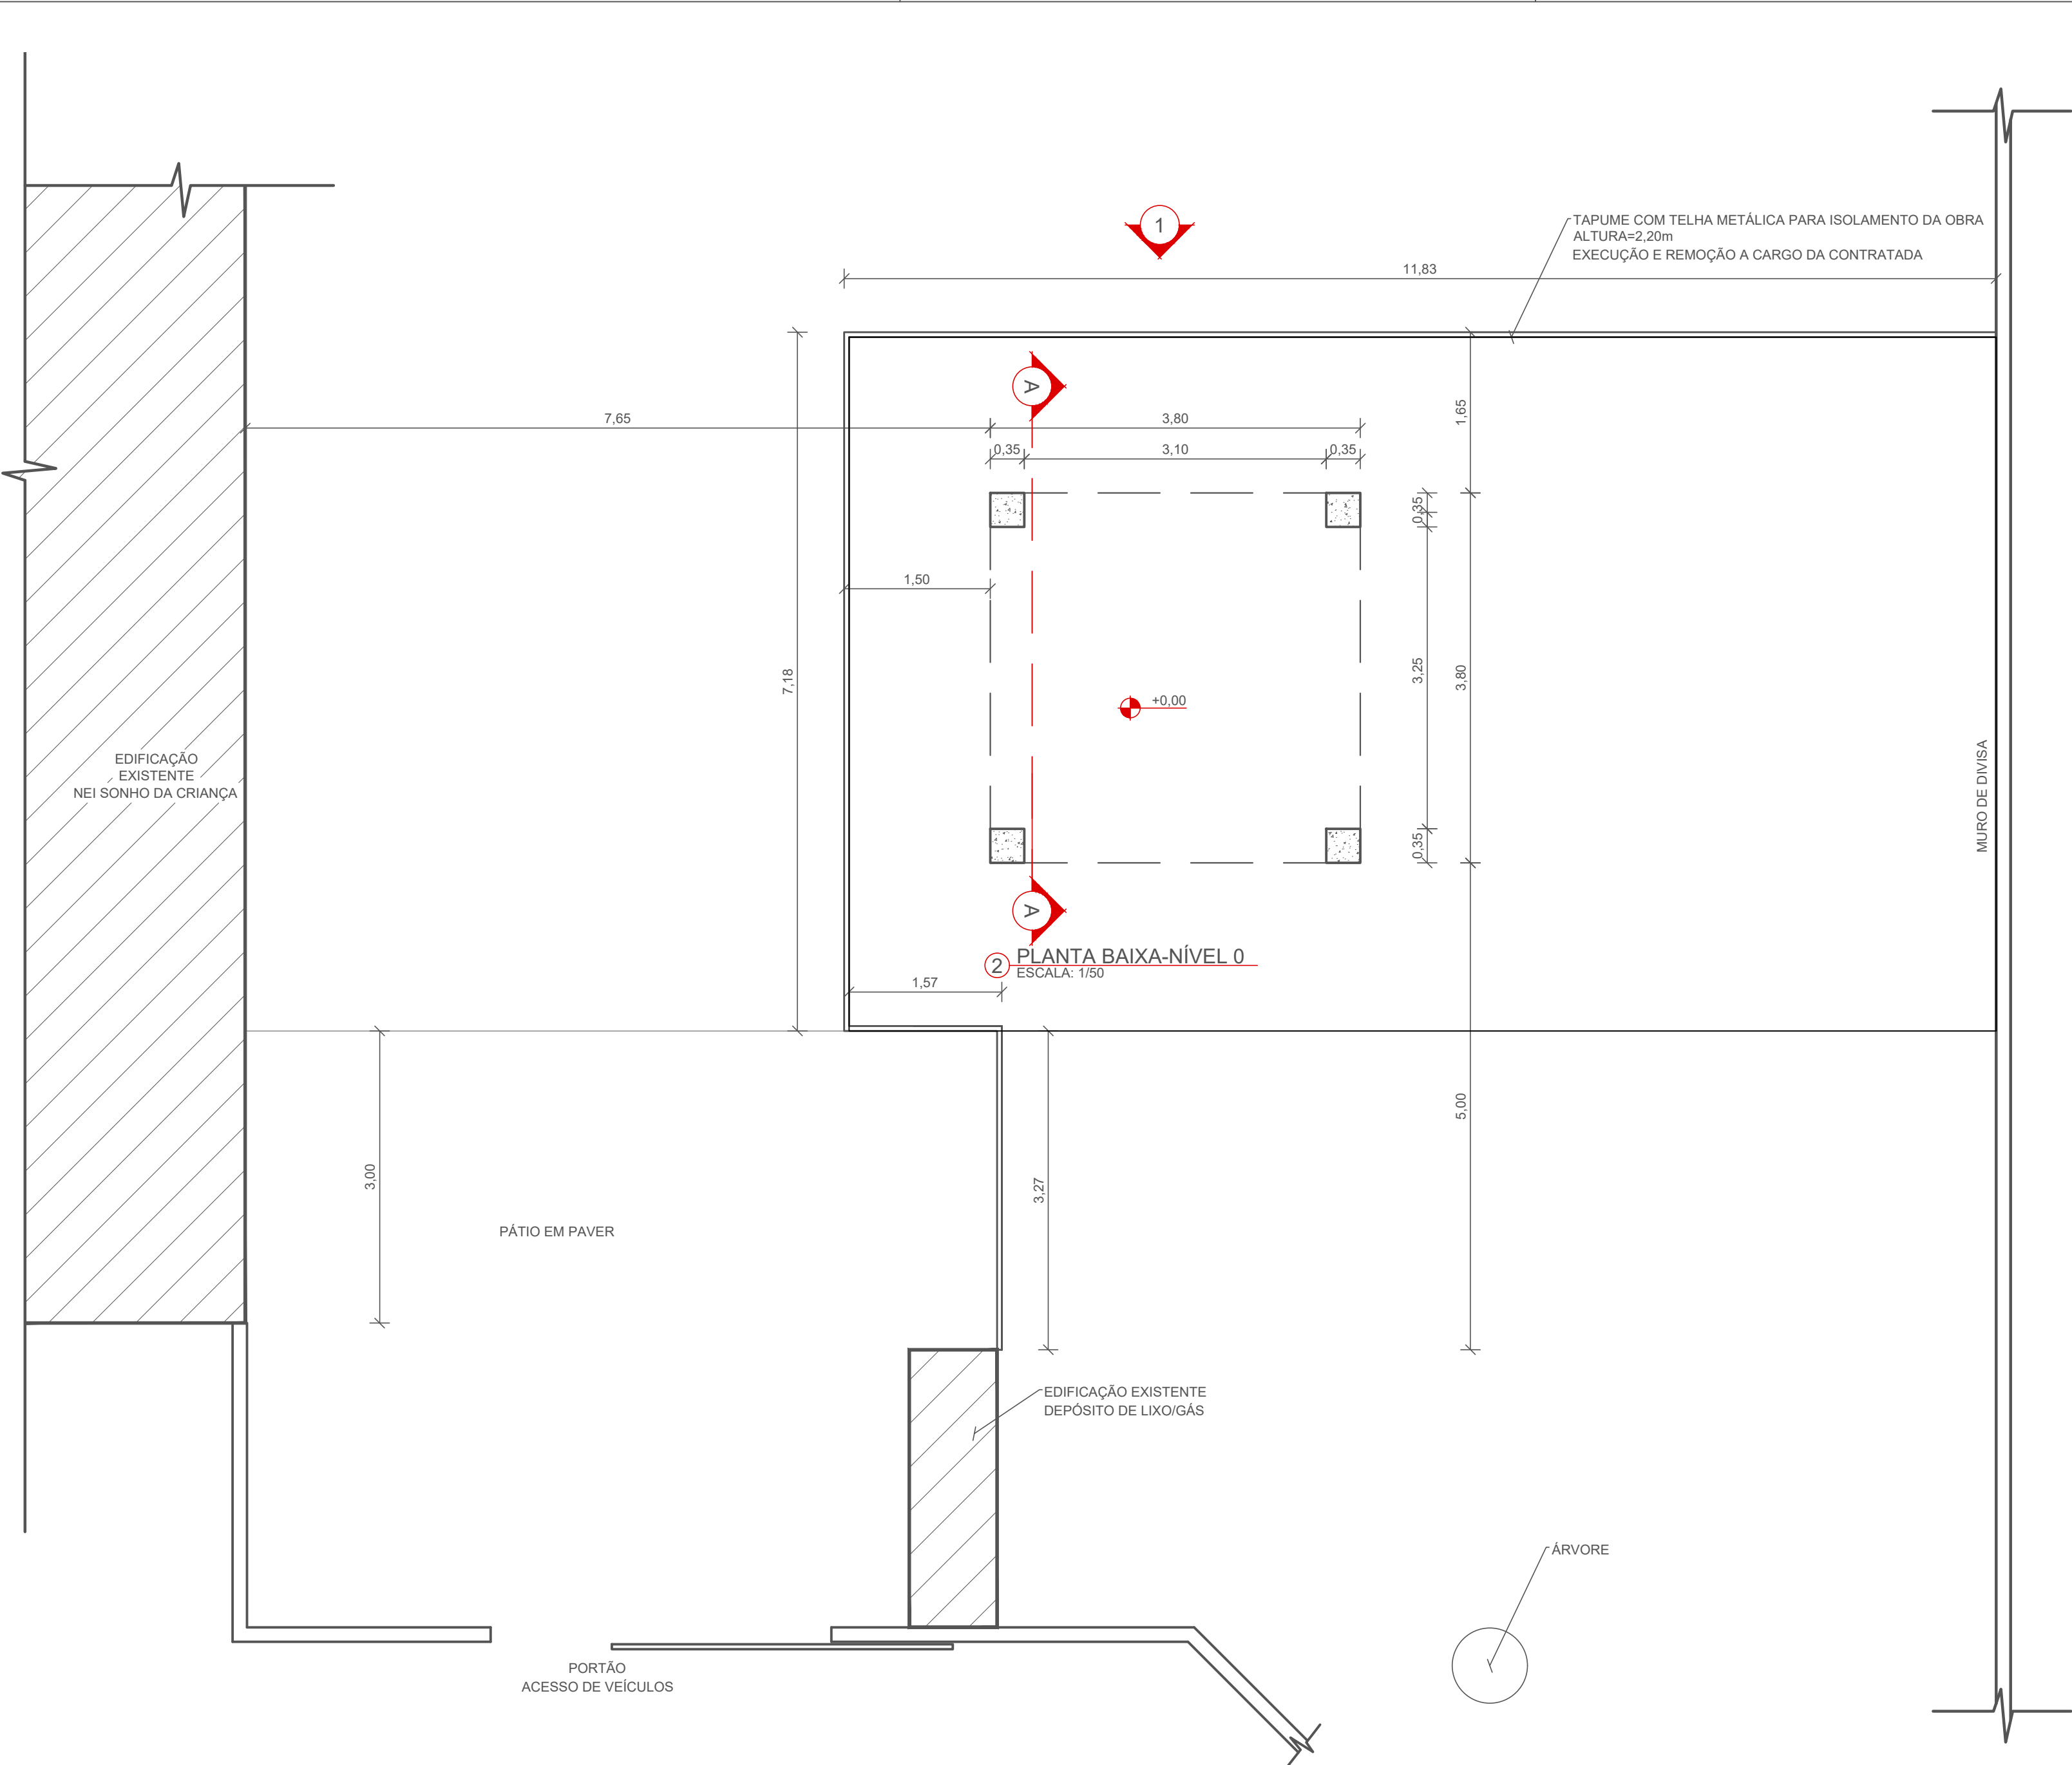 1
TAPUME COM TELHA METÁLICA PARA ISOLAMENTO DA OBRA
ALTURA=2,20m
EXECUÇÃO E REMOÇÃO A CARGO DA CONTRATADA
11,83
A
7,65
3,80
1,65
0,35
3,10
0,35
0,35
1,50
7,18
3,25
3,80
+0,00
EDIFICAÇÃO
EXISTENTE
NEI SONHO DA CRIANÇA
MURO DE DIVISA
0,35
A
2
PLANTA BAIXA-NÍVEL 0
ESCALA: 1/50
1,57
5,00
3,00
3,27
PÁTIO EM PAVER
EDIFICAÇÃO EXISTENTE
DEPÓSITO DE LIXO/GÁS
ÁRVORE
PORTÃO
ACESSO DE VEÍCULOS